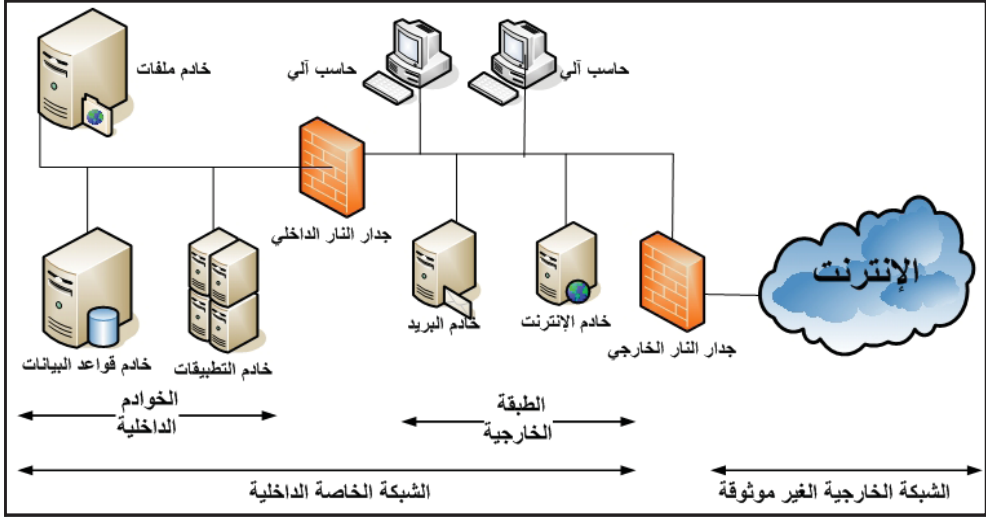 خادم ملفات
حاسب آلي
حاسب آلي
جدار النار الداخلي
الإنترنت
خادم قواعد البيانات
خادم التطبيقات
خادم البريد
خادم الإنترنت
جدار النار الخارجي
الخوادم
الداخلية
الطبقة
الخارجية
الشبكة الخاصة الداخلية
الشبكة الخارجية الغير موثوقة